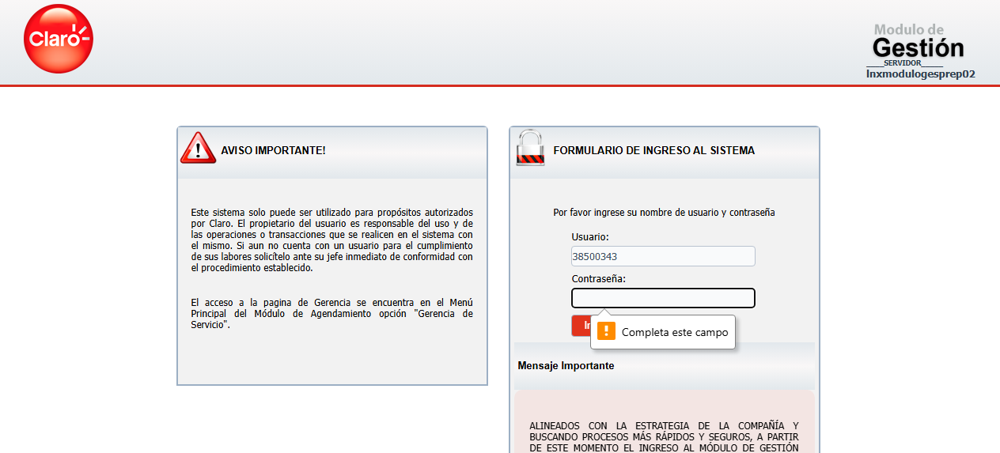 Claro
Modulo de
Gestión
____SERVIDOR_____
lnxmodulogesprep02
AVISO IMPORTANTE!
Este sistema solo puede ser utilizado para propósitos autorizados
por Claro. El propietario del usuario es responsable del uso y de
las operaciones o transacciones que se realicen en el sistema con
el mismo. Si aun no cuenta con un usuario para el cumplimiento
de sus labores solicítelo ante su jefe inmediato de conformidad con
el procedimiento establecido.
El acceso a la pagina de Gerencia se encuentra en el Menú
Principal del Módulo de Agendamiento opción "Gerencia de
Servicio".
FORMULARIO DE INGRESO AL SISTEMA
Por favor ingrese su nombre de usuario y contraseña
Usuario:
38500343
Contraseña:
Completa este campo
Mensaje Importante
ALINEADOS CON LA ESTRATEGIA DE LA COMPAÑÍA Y
BUSCANDO PROCESOS MÁS RÁPIDOS Y SEGUROS, A PARTIR
DE ESTE MOMENTO EL INGRESO AL MÓDULO DE GESTIÓN